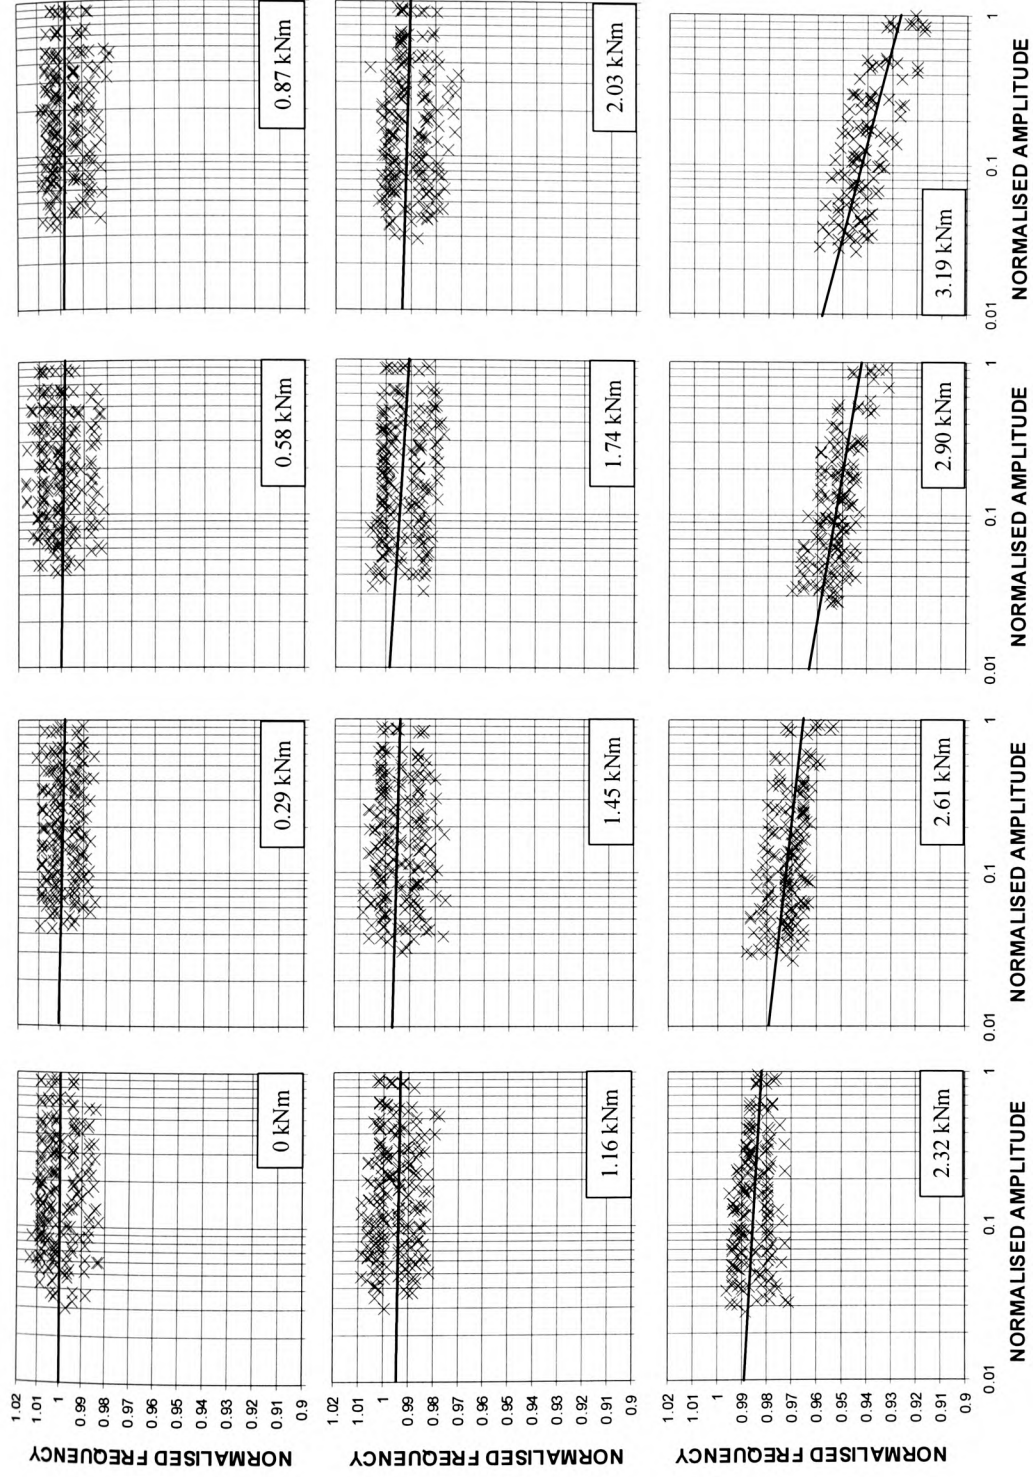 NORMALISED FREQUENCY
1.02
1.01
1
0.99
0.98
0.97
0.96
0.95
0.94
0.93
0.92
0.91
0.9
0 kNm
0.29 kNm
0.58 kNm
0.87 kNm
NORMALISED FREQUENCY
1.02
1.01
1
0.99
0.98
0.97
0.96
0.95
0.94
0.93
0.92
0.91
0.9
1.16 kNm
1.45 kNm
1.74 kNm
2.03 kNm
NORMALISED FREQUENCY
1.02
1.01
1
0.99
0.98
0.97
0.96
0.95
0.94
0.93
0.92
0.91
0.9
2.32 kNm
2.61 kNm
2.90 kNm
3.19 kNm
0.01 0.1 1
0.01 0.1 1
0.01 0.1 1
0.01 0.1 1
NORMALISED AMPLITUDE
NORMALISED AMPLITUDE
NORMALISED AMPLITUDE
NORMALISED AMPLITUDE